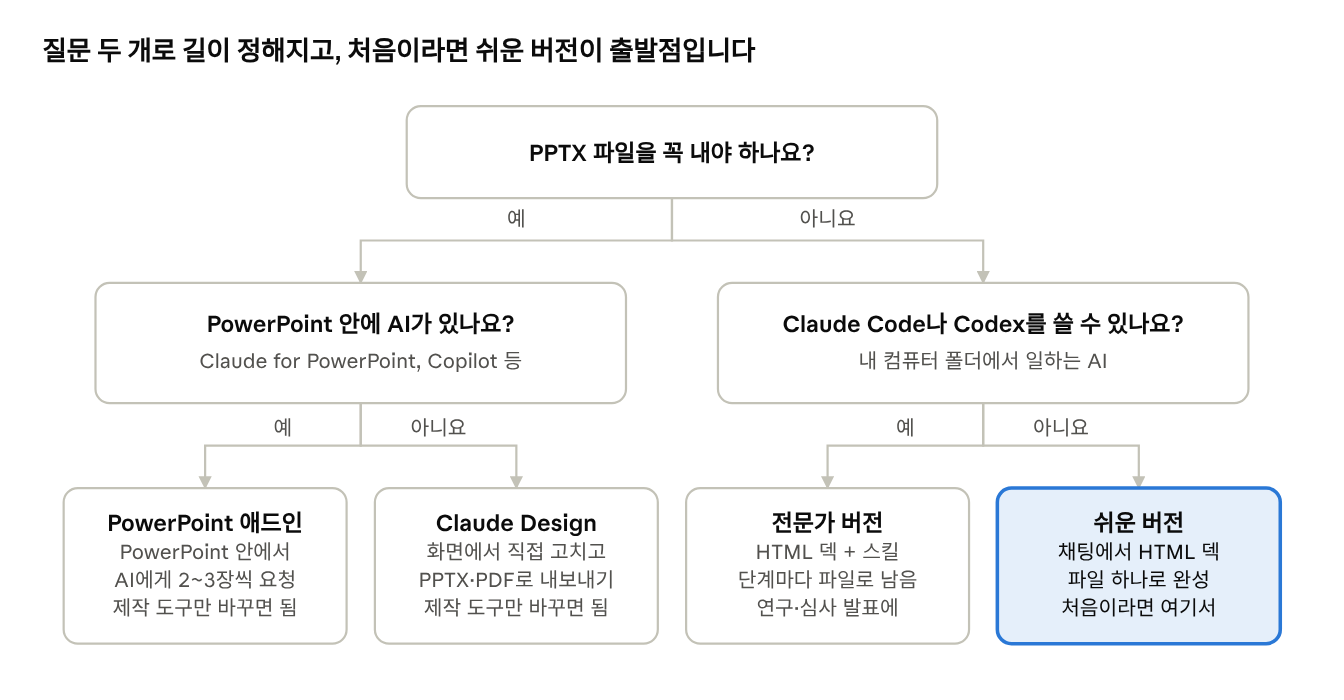 질문 두 개로 길이 정해지고, 처음이라면 쉬운 버전이 출발점입니다
PPTX 파일을 꼭 내야 하나요?
예
아니요
PowerPoint 안에 AI가 있나요?
Claude for PowerPoint, Copilot 등
Claude Code나 Codex를 쓸 수 있나요?
내 컴퓨터 폴더에서 일하는 AI
예
아니요
예
아니요
PowerPoint 애드인
PowerPoint 안에서
AI에게 2~3장씩 요청
제작 도구만 바꾸면 됨
Claude Design
화면에서 직접 고치고
PPTX·PDF로 내보내기
제작 도구만 바꾸면 됨
전문가 버전
HTML 덱 + 스킬
단계마다 파일로 남음
연구·심사 발표에
쉬운 버전
채팅에서 HTML 덱
파일 하나로 완성
처음이라면 여기서